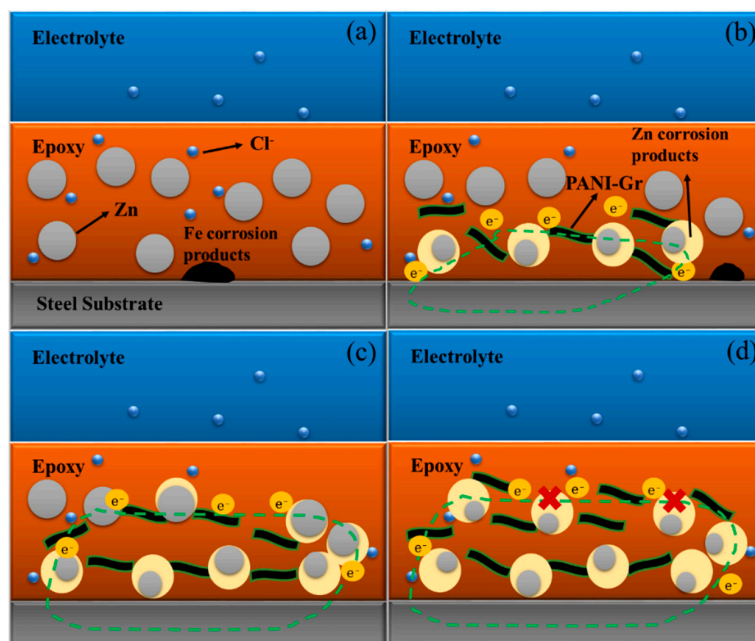 Electrolyte
(a)
Epoxy
Cl⁻
Zn
Fe corrosion
products
Steel Substrate
Electrolyte
(b)
Epoxy
Zn corrosion
products
PANI-Gr
e⁻
e⁻
e⁻
e⁻
e⁻
Electrolyte
(c)
Epoxy
e⁻
e⁻
e⁻
e⁻
e⁻
Electrolyte
(d)
Epoxy
e⁻
e⁻
e⁻
e⁻
e⁻